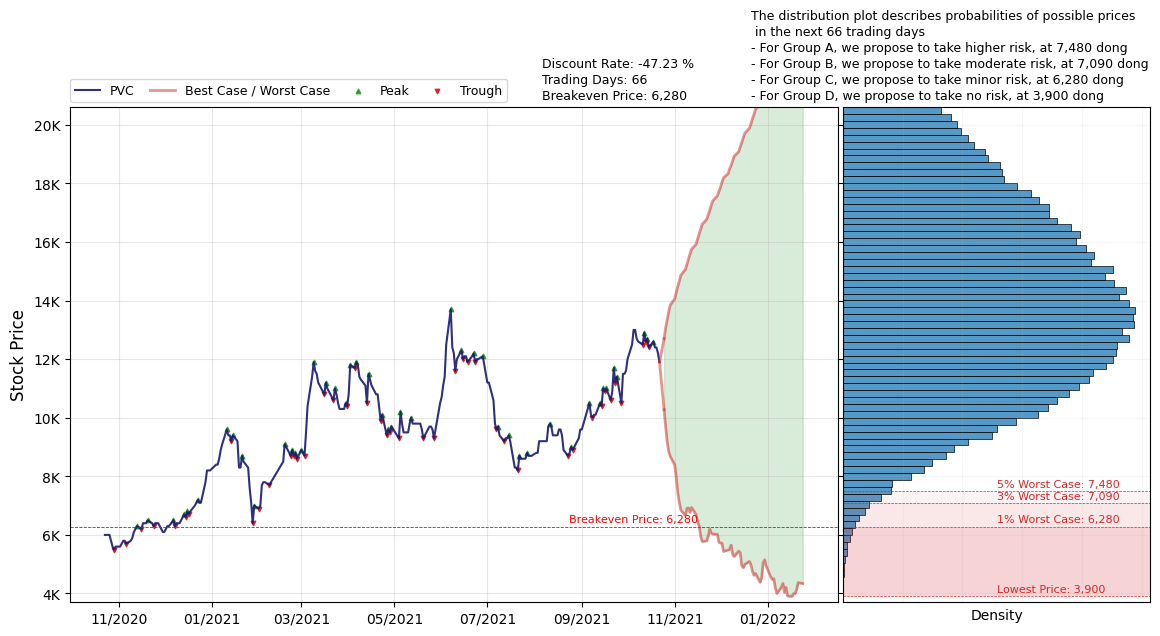 The distribution plot describes probabilities of possible prices
in the next 66 trading days
- For Group A, we propose to take higher risk, at 7,480 dong
- For Group B, we propose to take moderate risk, at 7,090 dong
- For Group C, we propose to take minor risk, at 6,280 dong
- For Group D, we propose to take no risk, at 3,900 dong
Discount Rate: -47.23 %
Trading Days: 66
Breakeven Price: 6,280
PVC
Best Case / Worst Case
Peak
Trough
Stock Price
20K
18K
16K
14K
12K
10K
8K
6K
4K
Breakeven Price: 6,280
11/2020
01/2021
03/2021
05/2021
07/2021
09/2021
11/2021
01/2022
5% Worst Case: 7,480
3% Worst Case: 7,090
1% Worst Case: 6,280
Lowest Price: 3,900
Density